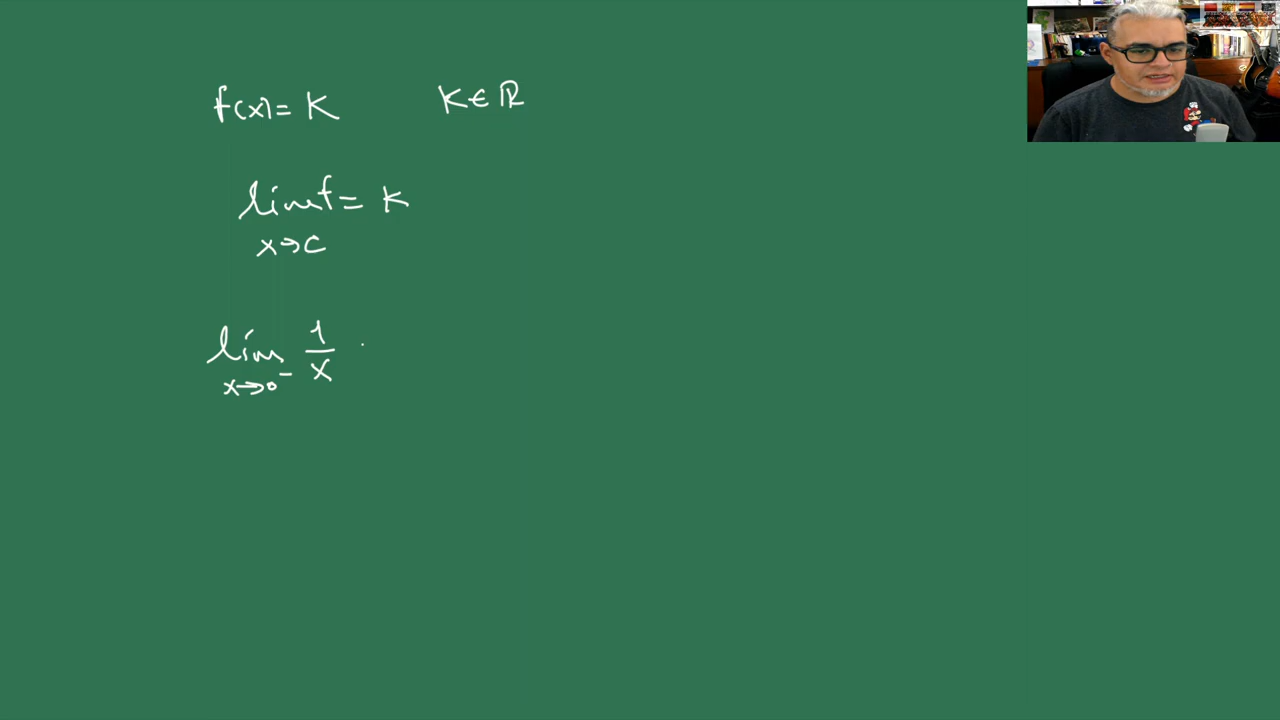 f(x) = K K ∈ ℝ
lim f = K
x→c
lim 1/x
x→0⁻